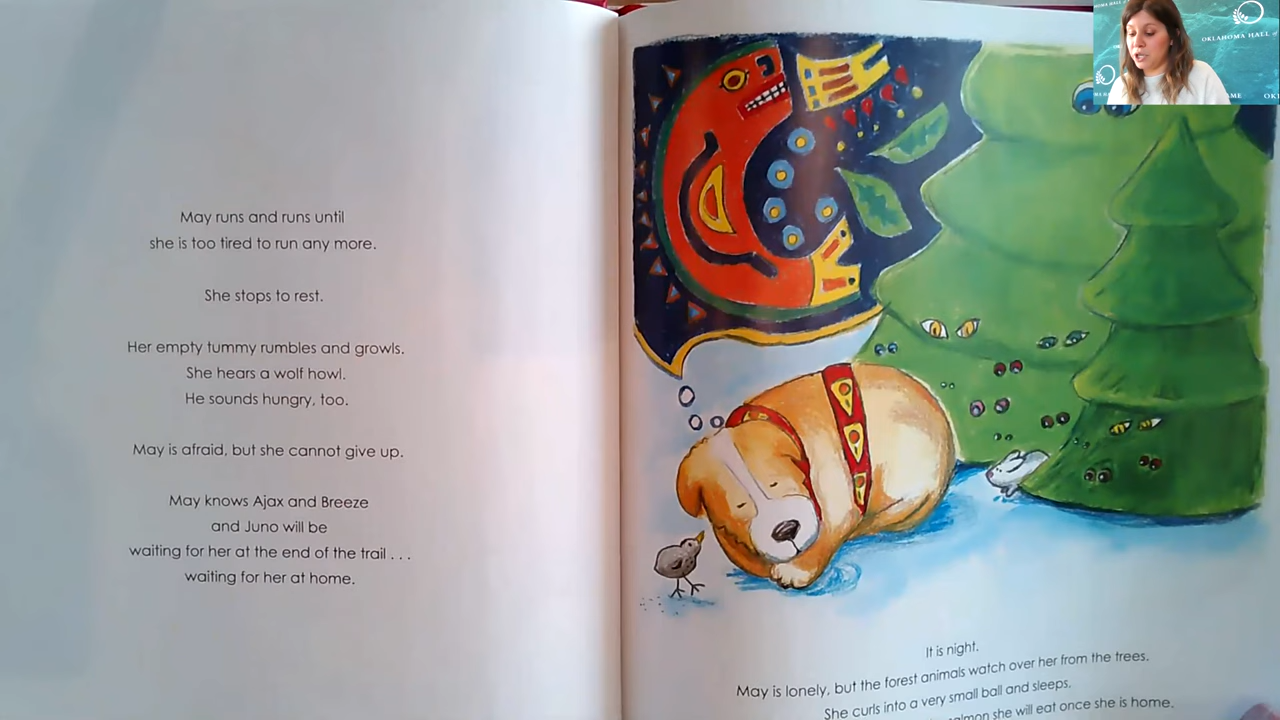 May runs and runs until
she is too tired to run any more.
She stops to rest.
Her empty tummy rumbles and growls.
She hears a wolf howl.
He sounds hungry, too.
May is afraid, but she cannot give up.
May knows Ajax and Breeze
and Juno will be
waiting for her at the end of the trail . . .
waiting for her at home.
It is night.
May is lonely, but the forest animals watch over her from the trees.
She curls into a very small ball and sleeps.
salmon she will eat once she is home.
OKLAHOMA HALL of
AME
OK